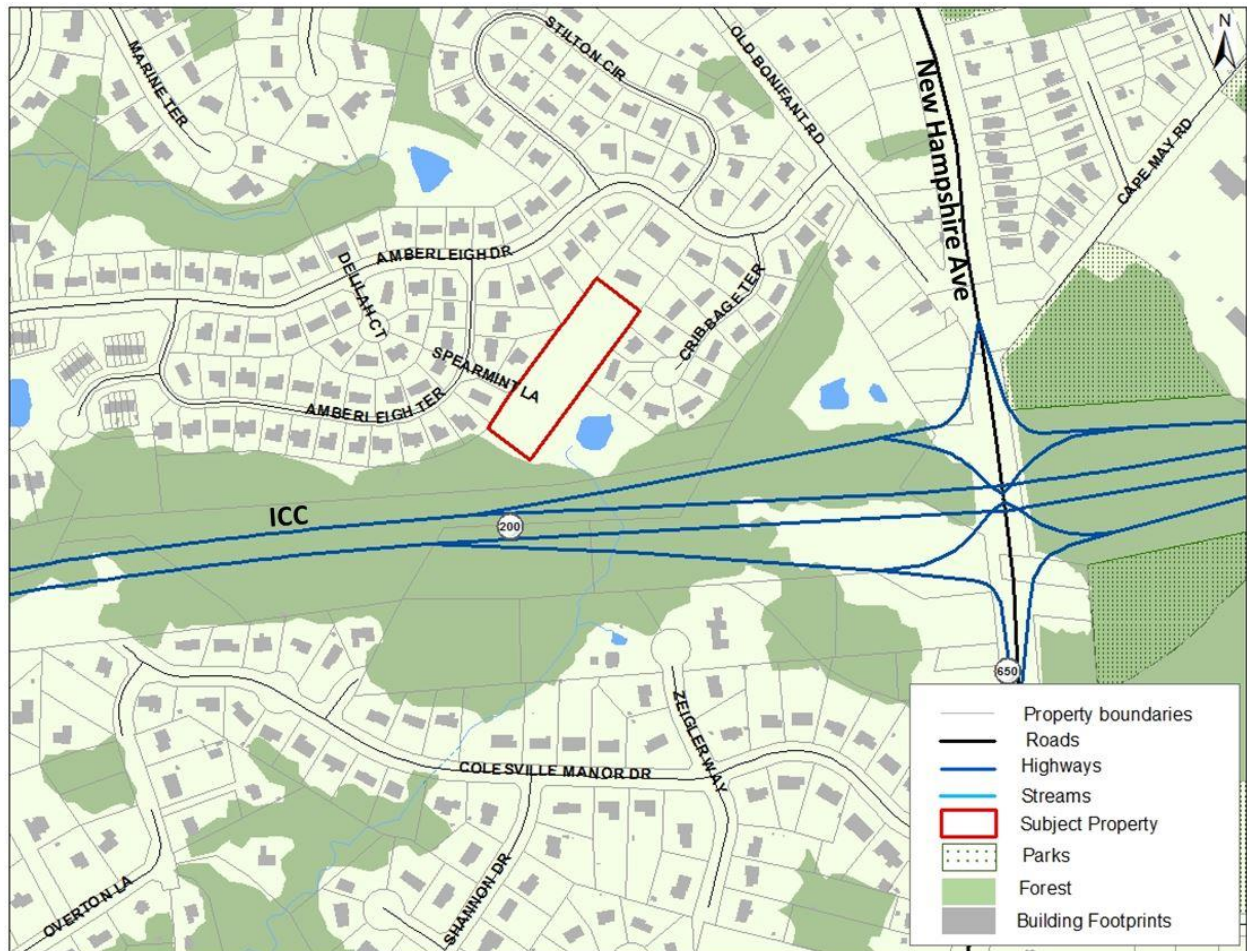 STILTON CIR
MARINE TER
OLD BONIFANT RD
New Hampshire Ave
N
CAPE MAY RD
AMBERLEIGH DR
DELILAH CT
CRIBBAGE TER
SPEARMINT LA
AMBERLEIGH TER
ICC
200
650
ZEIGLER WAY
COLESVILLE MANOR DR
SHANNON DR
OVERTON LA
Property boundaries
Roads
Highways
Streams
Subject Property
Parks
Forest
Building Footprints